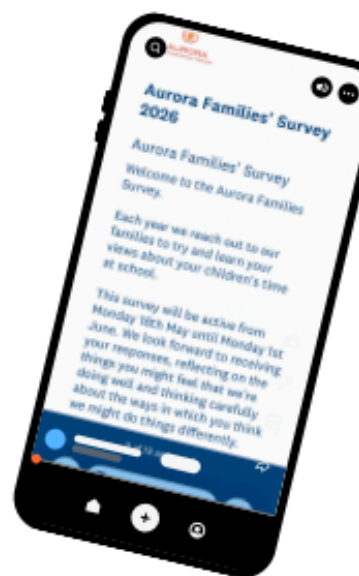 AURORA
Aurora Families' Survey
2026
Aurora Families' Survey
Welcome to the Aurora Families
Survey.
Each year we reach out to our
families to try and learn your
views about your children's time
at school.
This survey will be active from
Monday 18th May until Monday 1st
June. We look forward to receiving
your responses, reflecting on the
things you might feel that we're
doing well and thinking carefully
about the ways in which you think
we might do things differently.